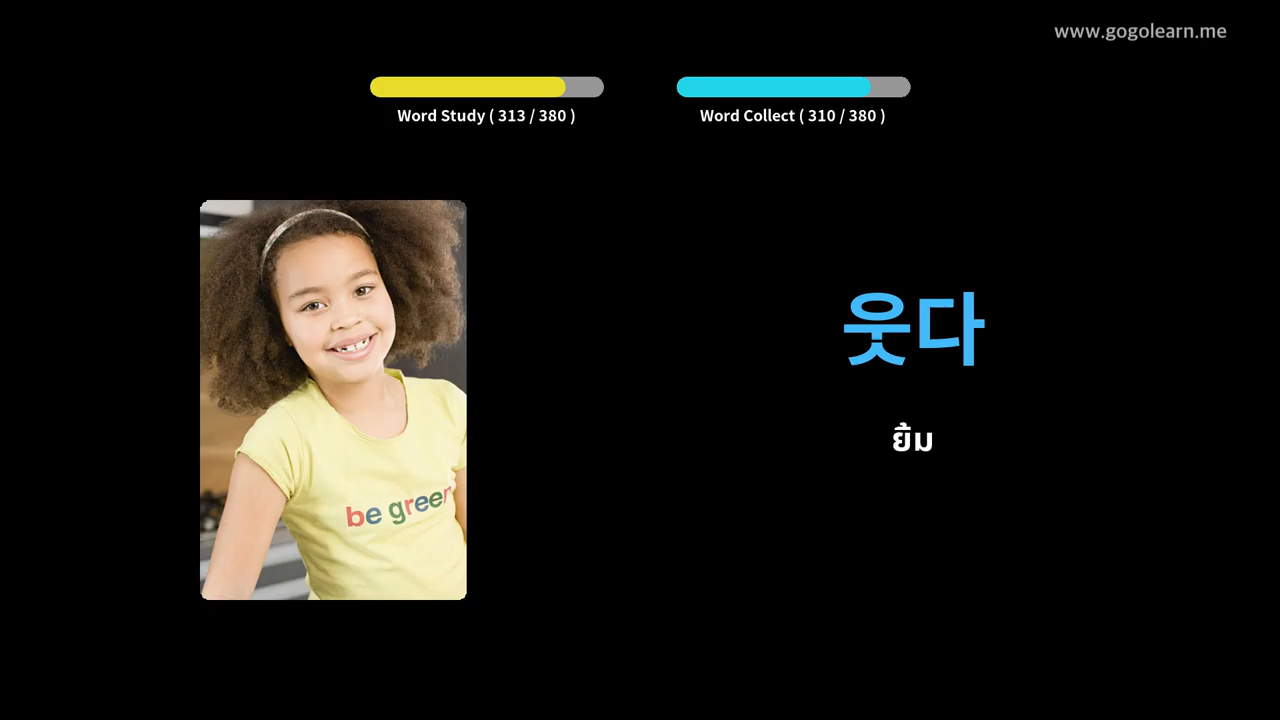 www.gogolearn.me
Word Study ( 313 / 380 )
Word Collect ( 310 / 380 )
be green
웃다
ยิ้ม